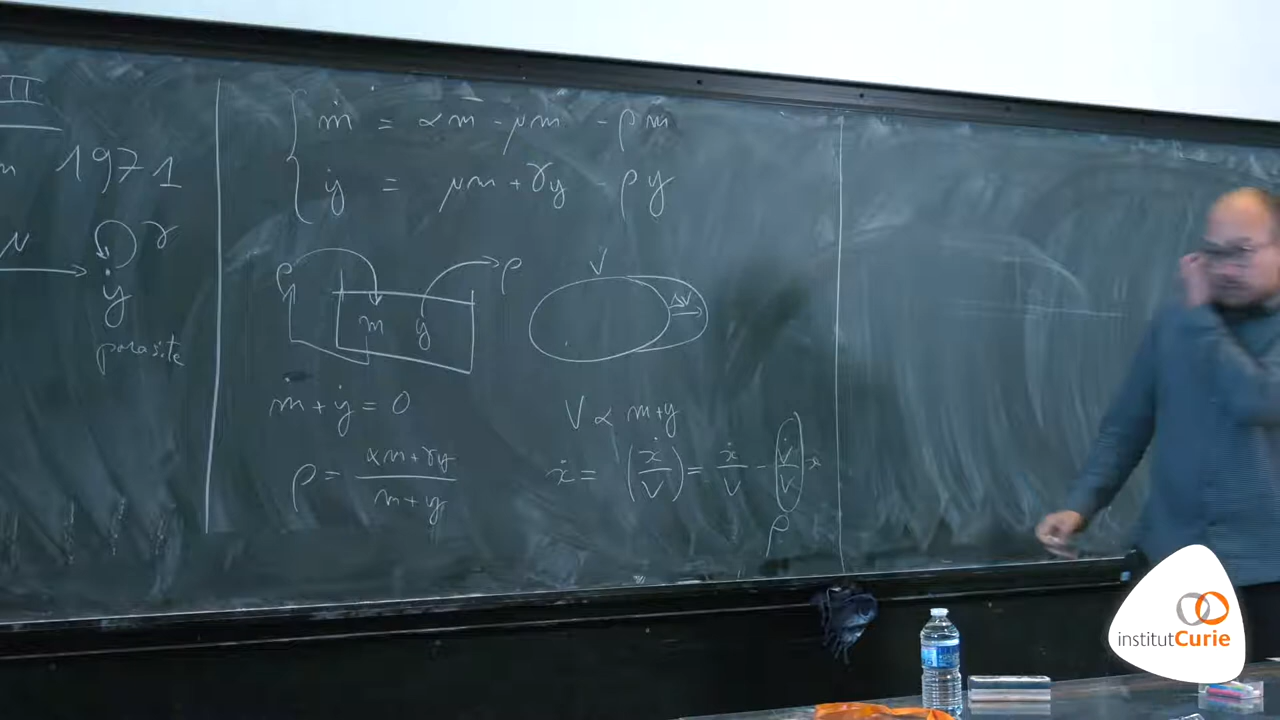 II
n 1971
μ
γ
y
parasite
ṁ = αm - μm - ρm
ẏ = μm + γy - ρy
ρ
m y
ρ
V
ΔV
ṁ + ẏ = 0
V ∝ m+y
ρ = αm+γy / m+y
ẋ = (x/V)˙ = ẋ/V - V̇/V x
ρ
institutCurie